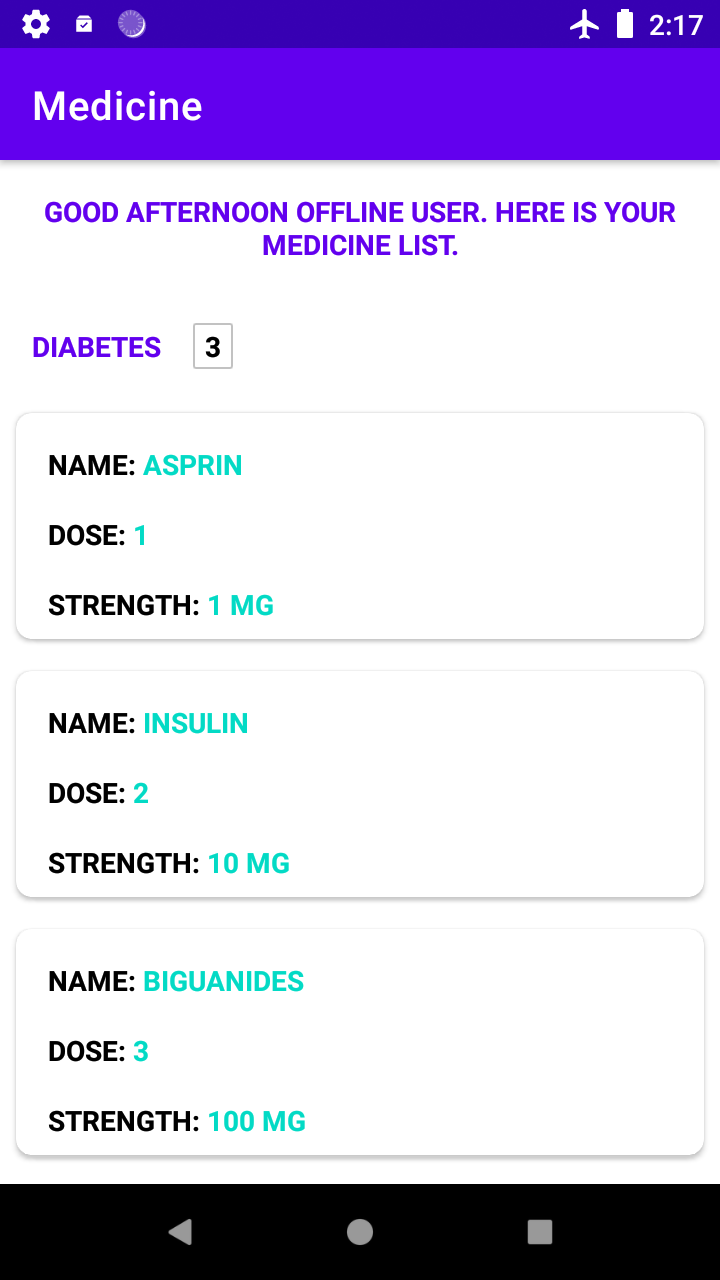 2:17
Medicine
GOOD AFTERNOON OFFLINE USER. HERE IS YOUR
MEDICINE LIST.
DIABETES 3
NAME: ASPRIN
DOSE: 1
STRENGTH: 1 MG
NAME: INSULIN
DOSE: 2
STRENGTH: 10 MG
NAME: BIGUANIDES
DOSE: 3
STRENGTH: 100 MG